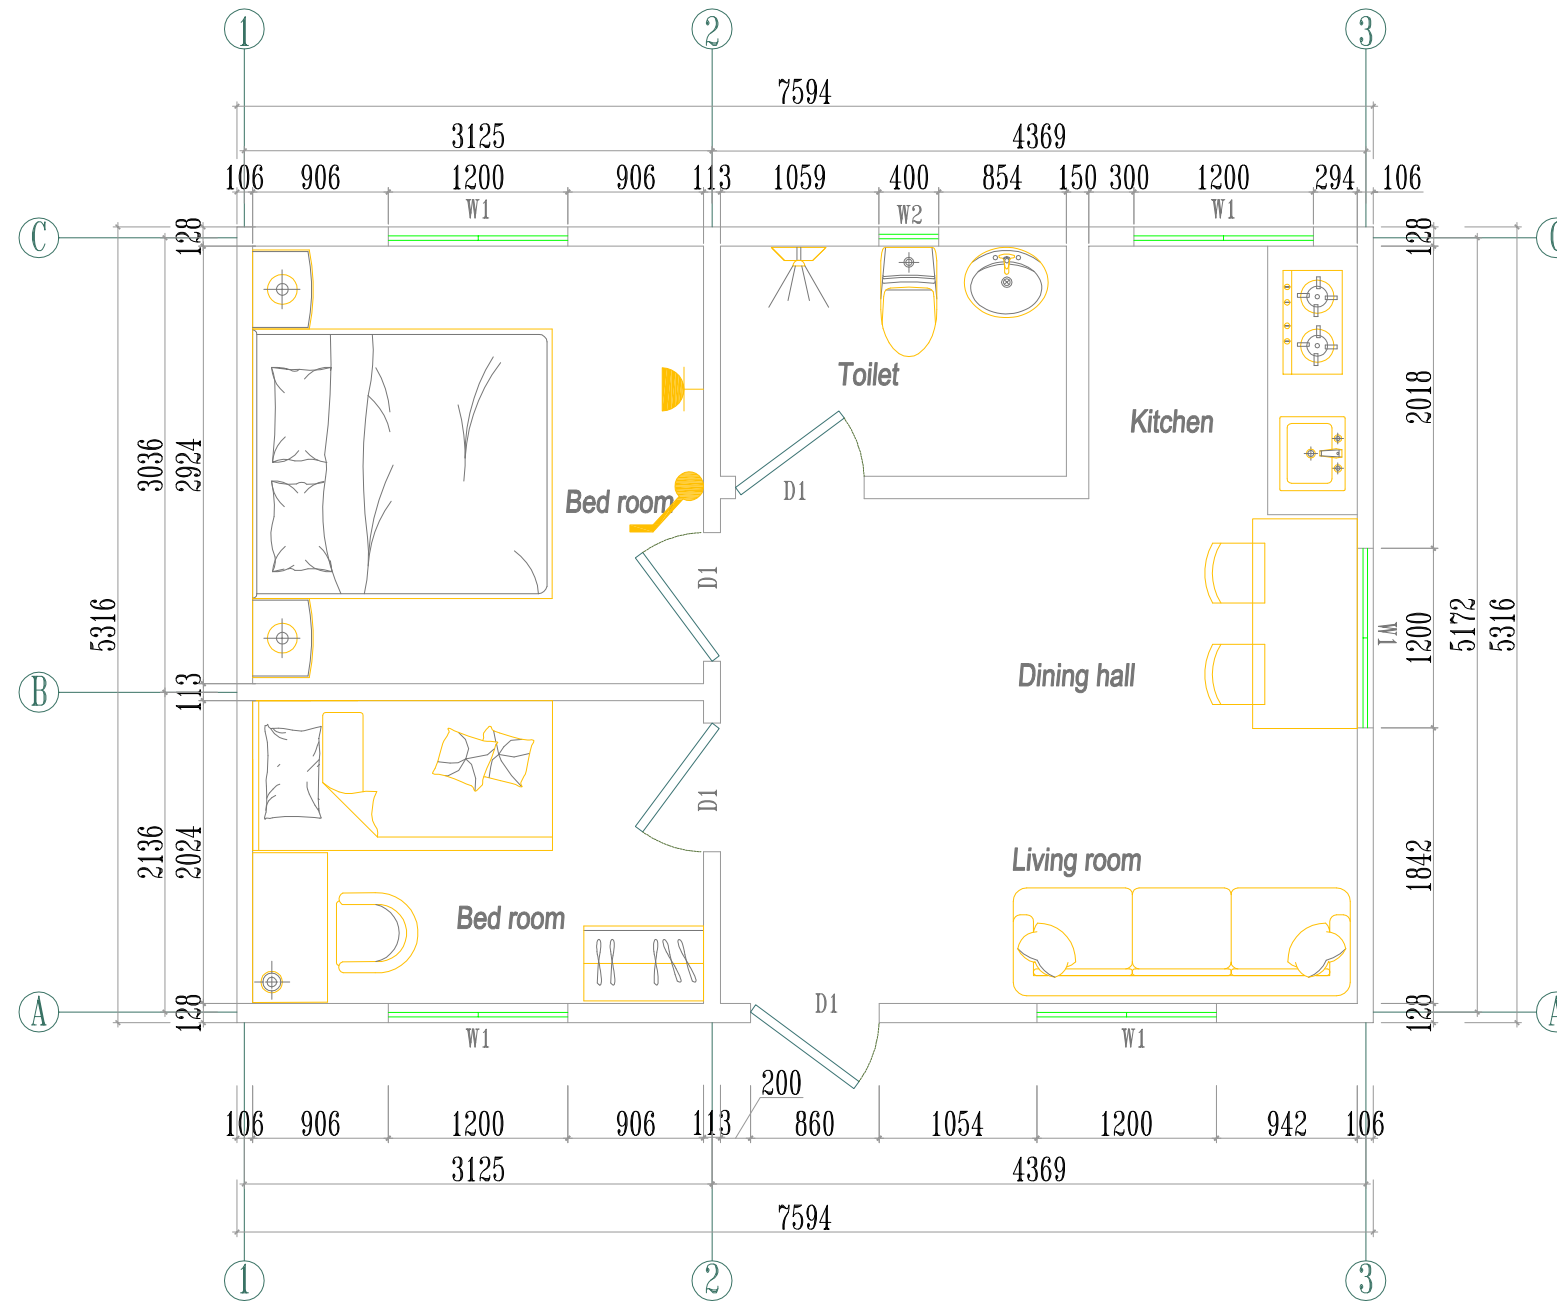 1 2 3
7594
3125 4369
106 906 1200 906 113 1059 400 854 150 300 1200 294 106
W1 W2 W1
C
128
128
Toilet
2018
Kitchen
3036
2924
Bed room
D1
D1
5316
Dining hall
W1
1200
5172
5316
B
113
D1
2136
2024
Living room
1842
Bed room
A
128
D1
128
W1 W1
200
106 906 1200 906 113 860 1054 1200 942 106
3125 4369
7594
1 2 3